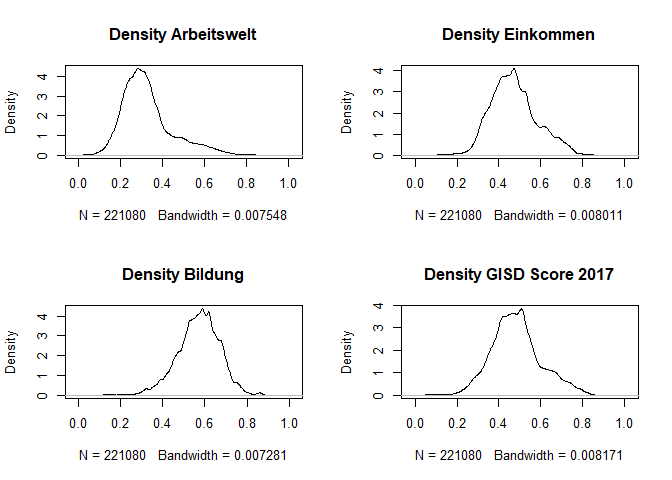 Density Arbeitswelt
Density
0 1 2 3 4
0.0 0.2 0.4 0.6 0.8 1.0
N = 221080 Bandwidth = 0.007548
Density Einkommen
Density
0 1 2 3 4
0.0 0.2 0.4 0.6 0.8 1.0
N = 221080 Bandwidth = 0.008011
Density Bildung
Density
0 1 2 3 4
0.0 0.2 0.4 0.6 0.8 1.0
N = 221080 Bandwidth = 0.007281
Density GISD Score 2017
Density
0 1 2 3 4
0.0 0.2 0.4 0.6 0.8 1.0
N = 221080 Bandwidth = 0.008171